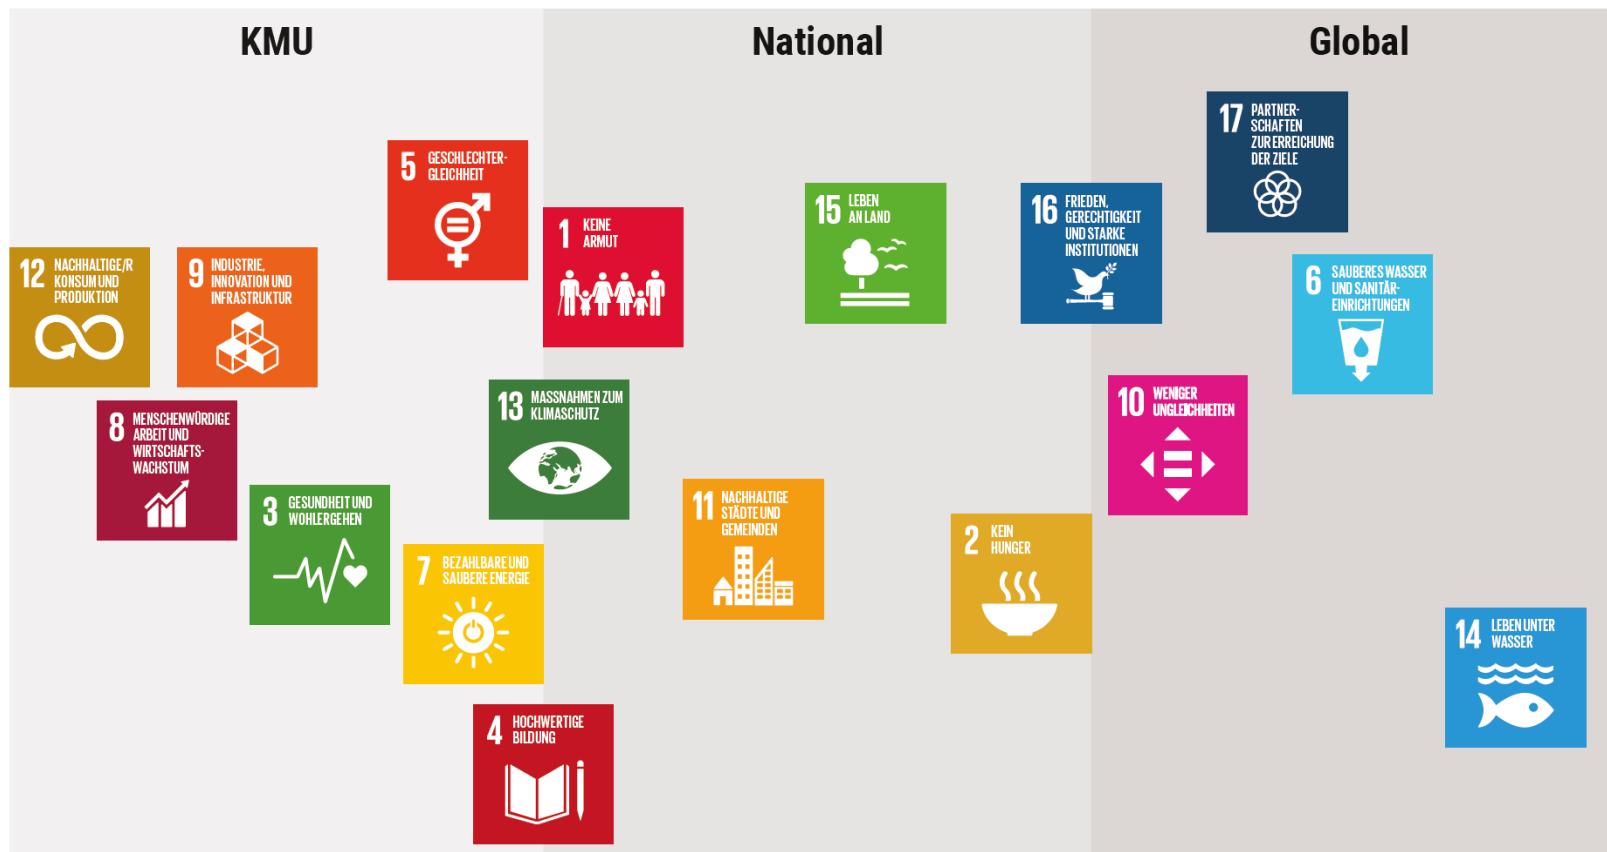 KMU
National
Global
17
PARTNER-
SCHAFTEN
ZUR ERREICHUNG
DER ZIELE
5
GESCHLECHTER-
GLEICHHEIT
15
LEBEN
AN LAND
16
FRIEDEN,
GERECHTIGKEIT
UND STARKE
INSTITUTIONEN
1
KEINE
ARMUT
12
NACHHALTIGE/R
KONSUM UND
PRODUKTION
9
INDUSTRIE,
INNOVATION UND
INFRASTRUKTUR
6
SAUBERES WASSER
UND SANITÄR-
EINRICHTUNGEN
13
MASSNAHMEN ZUM
KLIMASCHUTZ
10
WENIGER
UNGLEICHHEITEN
8
MENSCHENWÜRDIGE
ARBEIT UND
WIRTSCHAFTS-
WACHSTUM
3
GESUNDHEIT UND
WOHLERGEHEN
11
NACHHALTIGE
STÄDTE UND
GEMEINDEN
2
KEIN
HUNGER
7
BEZAHLBARE UND
SAUBERE ENERGIE
14
LEBEN UNTER
WASSER
4
HOCHWERTIGE
BILDUNG